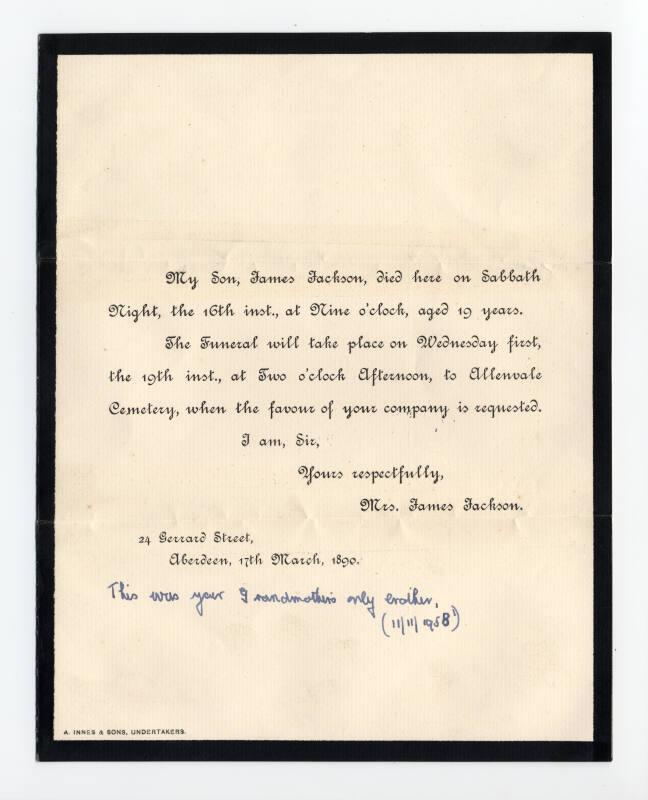 My Son, James Jackson, died here on Sabbath
Night, the 16th inst., at Nine o'clock, aged 19 years.
The Funeral will take place on Wednesday first,
the 19th inst., at Two o'clock Afternoon, to Allenvale
Cemetery, when the favour of your company is requested.
I am, Sir,
Yours respectfully,
Mrs. James Jackson.
24 Gerrard Street,
Aberdeen, 17th March, 1890.
This was your Grandmothers only brother,
(11/11/1958)
A. INNES & SONS, UNDERTAKERS.